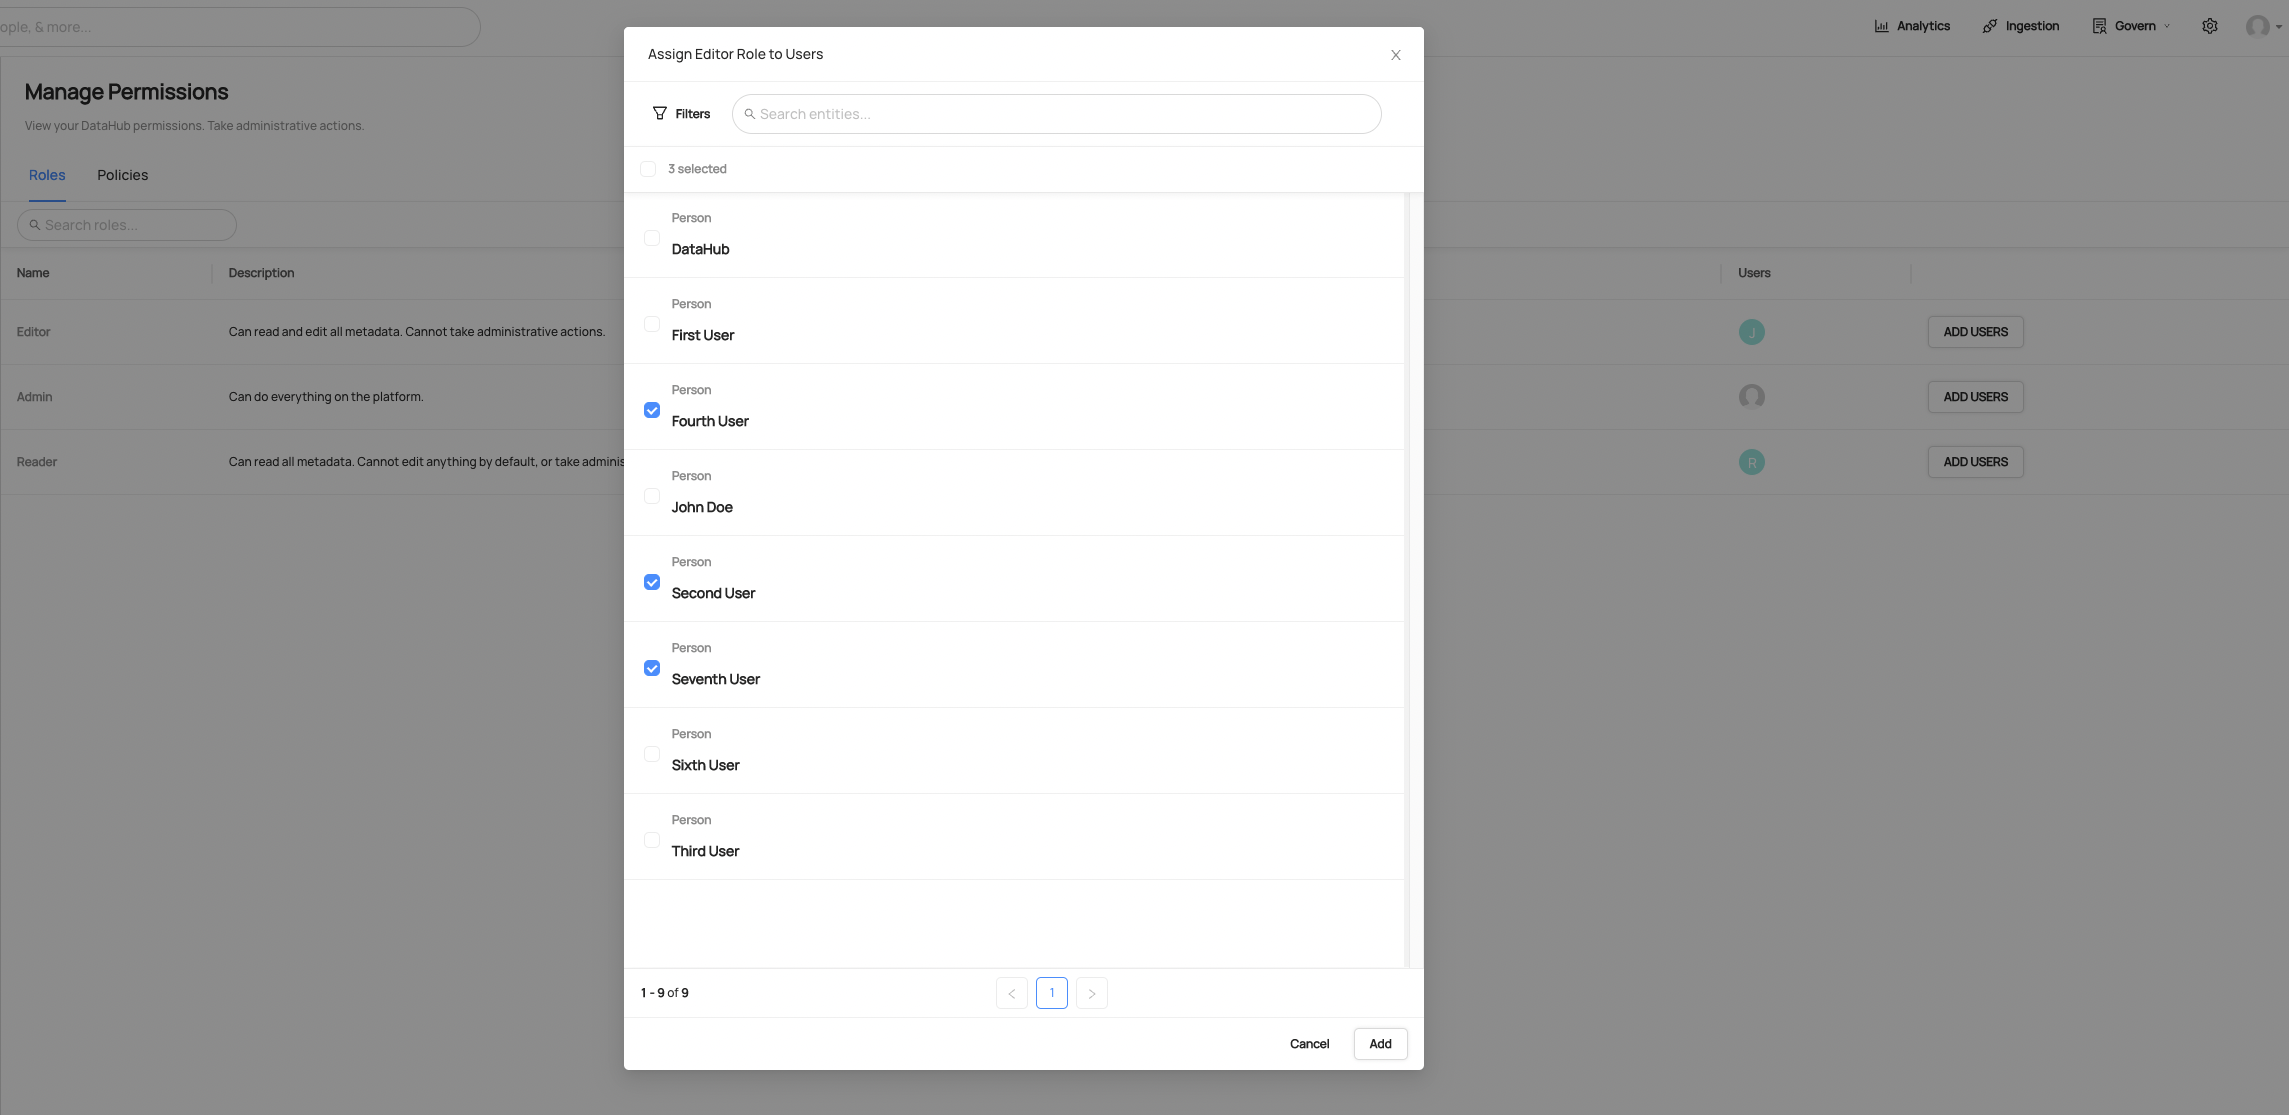 ople, & more...
Analytics
Ingestion
Govern
Manage Permissions
View your DataHub permissions. Take administrative actions.
Roles
Policies
Search roles...
Name
Description
Users
Editor
Can read and edit all metadata. Cannot take administrative actions.
J
ADD USERS
Admin
Can do everything on the platform.
ADD USERS
Reader
Can read all metadata. Cannot edit anything by default, or take adminis
R
ADD USERS
Assign Editor Role to Users
Filters
Search entities...
3 selected
Person
DataHub
Person
First User
Person
Fourth User
Person
John Doe
Person
Second User
Person
Seventh User
Person
Sixth User
Person
Third User
1 - 9 of 9
< 1 >
Cancel
Add